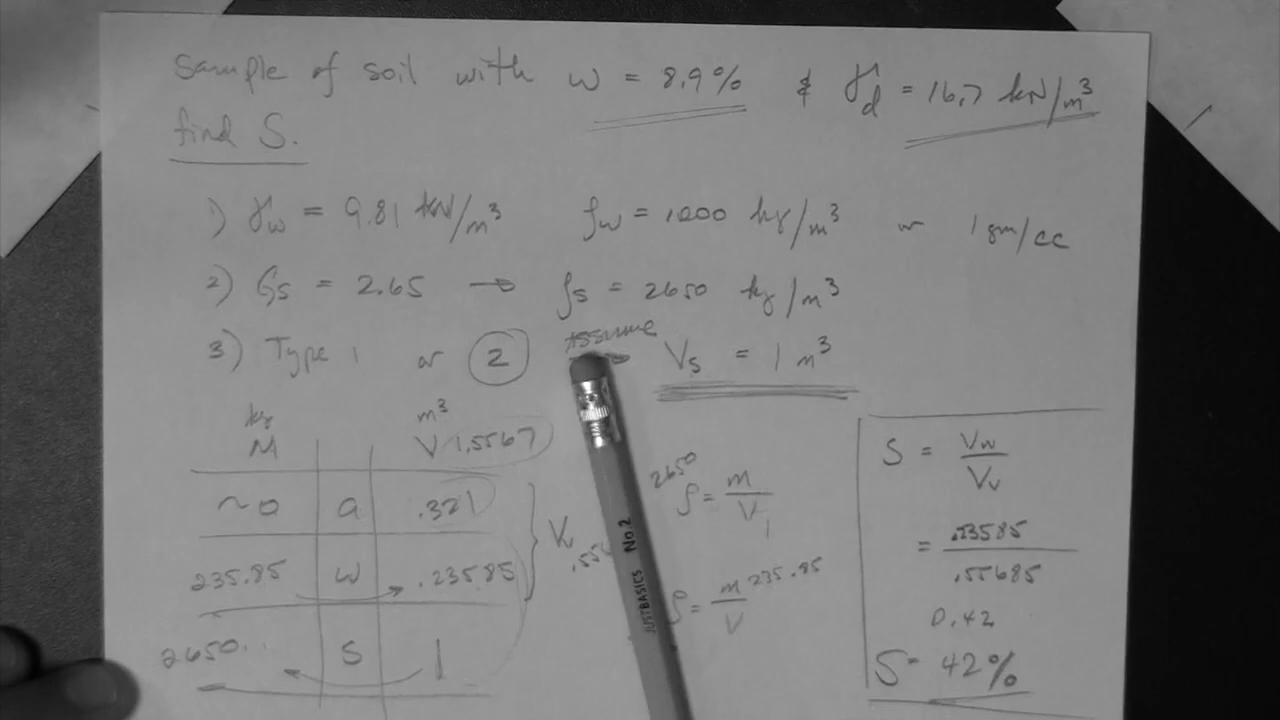 Sample of soil with w = 8.9% & γd = 16.7 kN/m³
find S.
1) γw = 9.81 kN/m³ ρw = 1000 kg/m³ or 1 gm/cc
2) Gs = 2.65 → ρs = 2650 kg/m³
3) Type 1 or 2 Assume → Vs = 1 m³
kg m³
M V 1.5567
~0 a .321
235.85 w .23585
2650 s 1
Vv
2650 ρ = m/V 1
ρ = m/V 235.85
S = Vw/Vv
= .23585/.55685
0.42
S = 42%
JUSTBASICS No.2